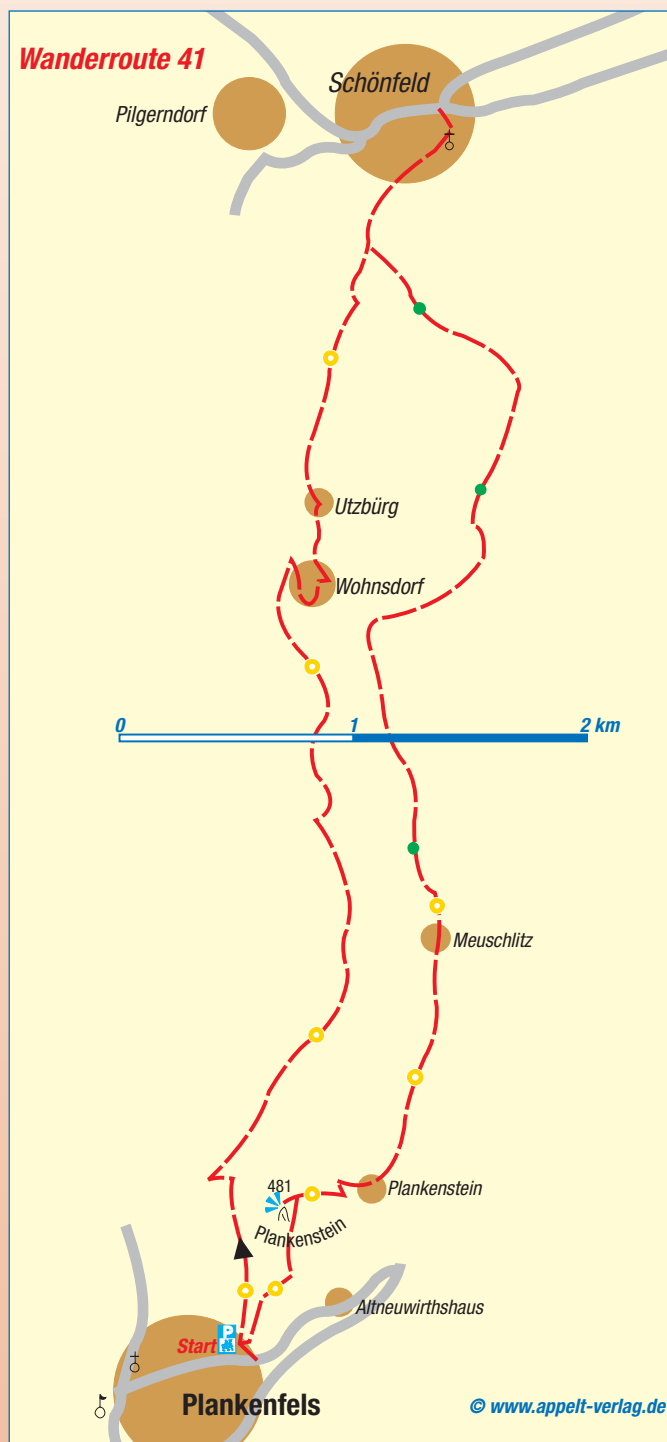 Wanderroute 41
Schönfeld
Pilgerndorf
Utzbürg
Wohnsdorf
0 1 2 km
Meuschlitz
481
Plankenstein
Plankenstein
Altneuwirthshaus
P
Start
Plankenfels
© www.appelt-verlag.de